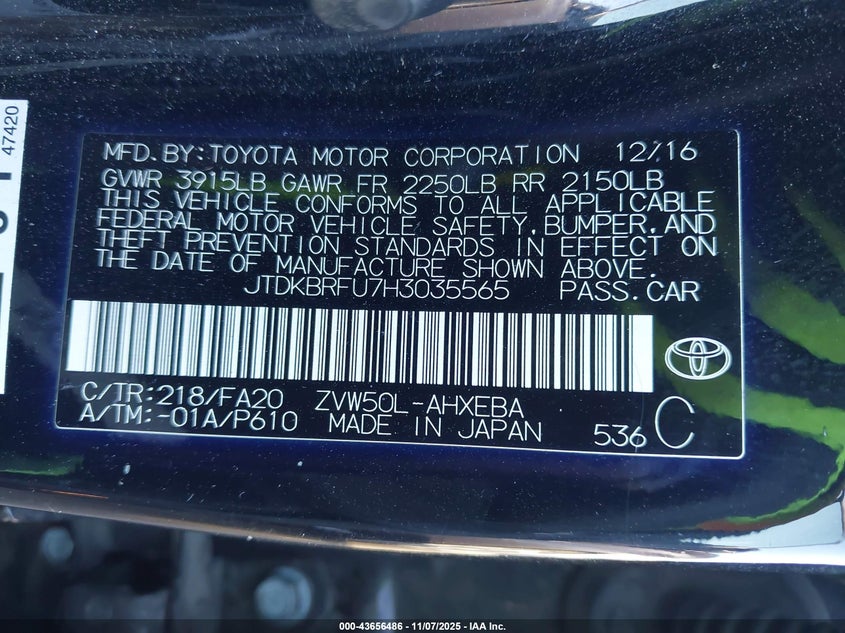 47420
MFD.BY:TOYOTA MOTOR CORPORATION 12/16
GVWR 3915LB GAWR FR 2250LB RR 2150LB
THIS VEHICLE CONFORMS TO ALL APPLICABLE
FEDERAL MOTOR VEHICLE SAFETY,BUMPER,AND
THEFT PREVENTION STANDARDS IN EFFECT ON
THE DATE OF MANUFACTURE SHOWN ABOVE.
JTDKBRFU7H3035565 PASS.CAR
C/TR:218/FA20 ZVW50L-AHXEBA
A/TM:-01A/P610 MADE IN JAPAN 536 C
000-43656486 - 11/07/2025 - IAA Inc.